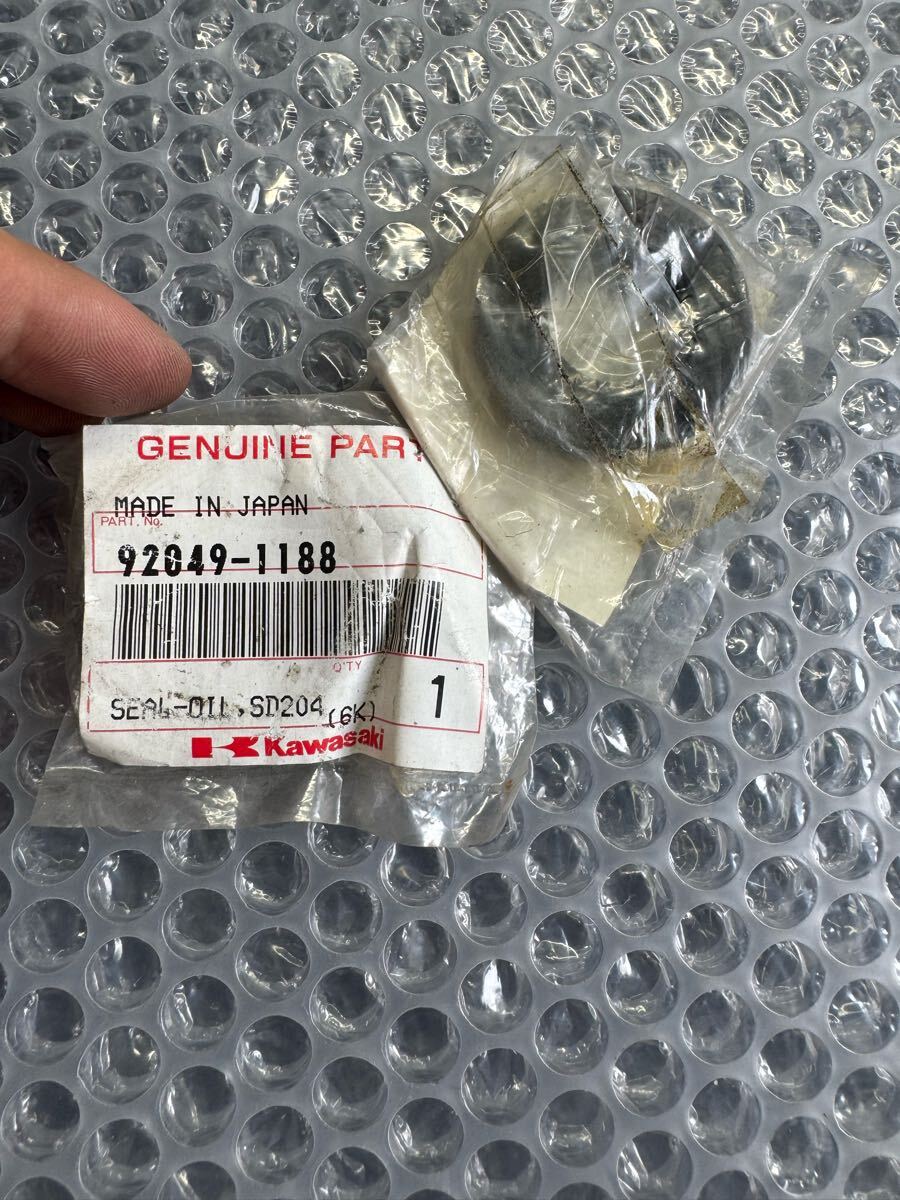 GENUINE PART
MADE IN JAPAN
PART. No.
92049-1188
Q'TY
SEAL-OIL,SD204 (6K) 1
Kawasaki